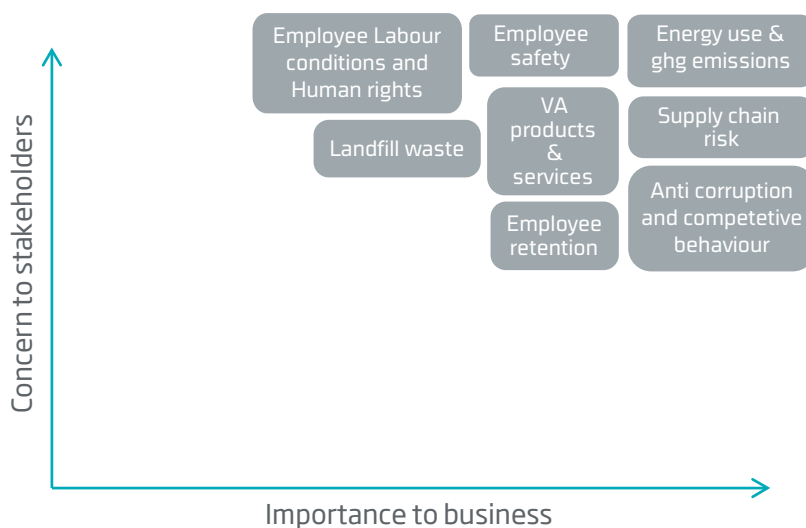 Employee Labour
conditions and
Human rights
Employee
safety
Energy use &
ghg emissions
Landfill waste
VA
products
&
services
Supply chain
risk
Employee
retention
Anti corruption
and competetive
behaviour
Concern to stakeholders
Importance to business